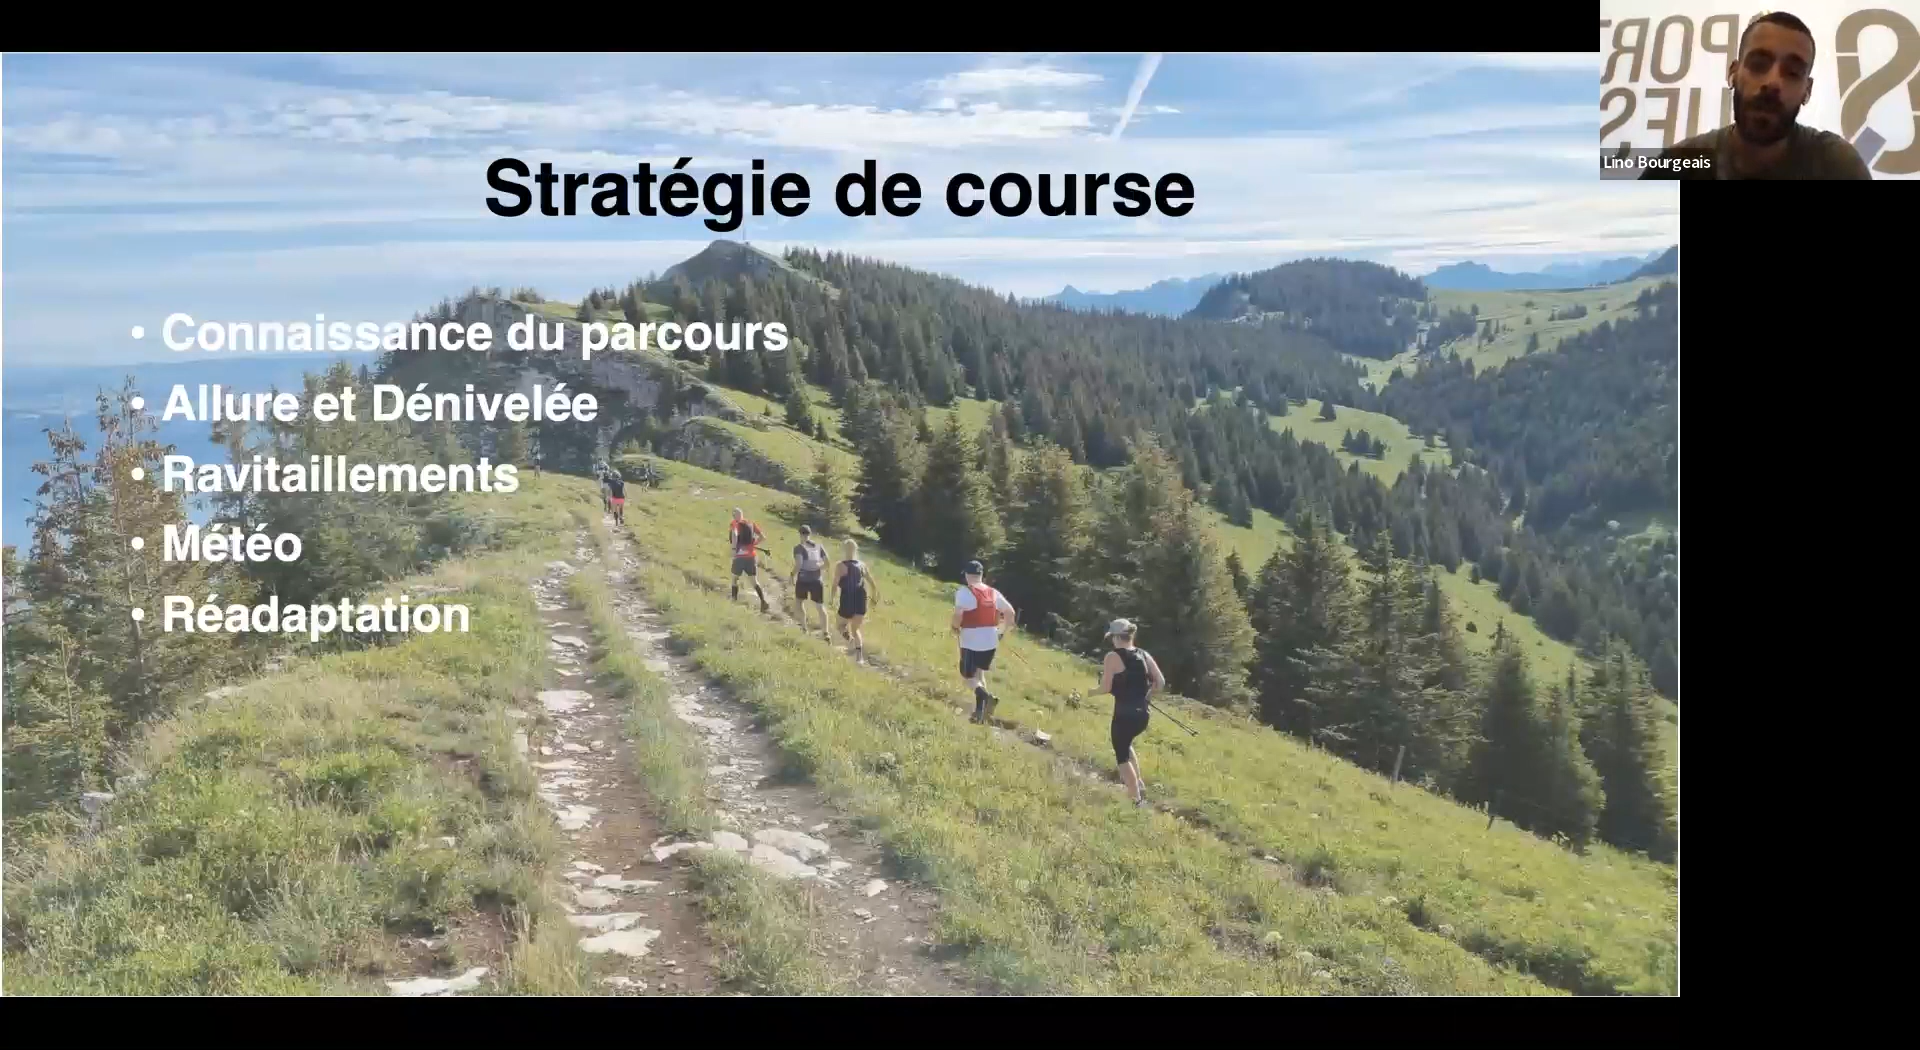 Stratégie de course
• Connaissance du parcours
• Allure et Dénivelée
• Ravitaillements
• Météo
• Réadaptation
Lino Bourgeais